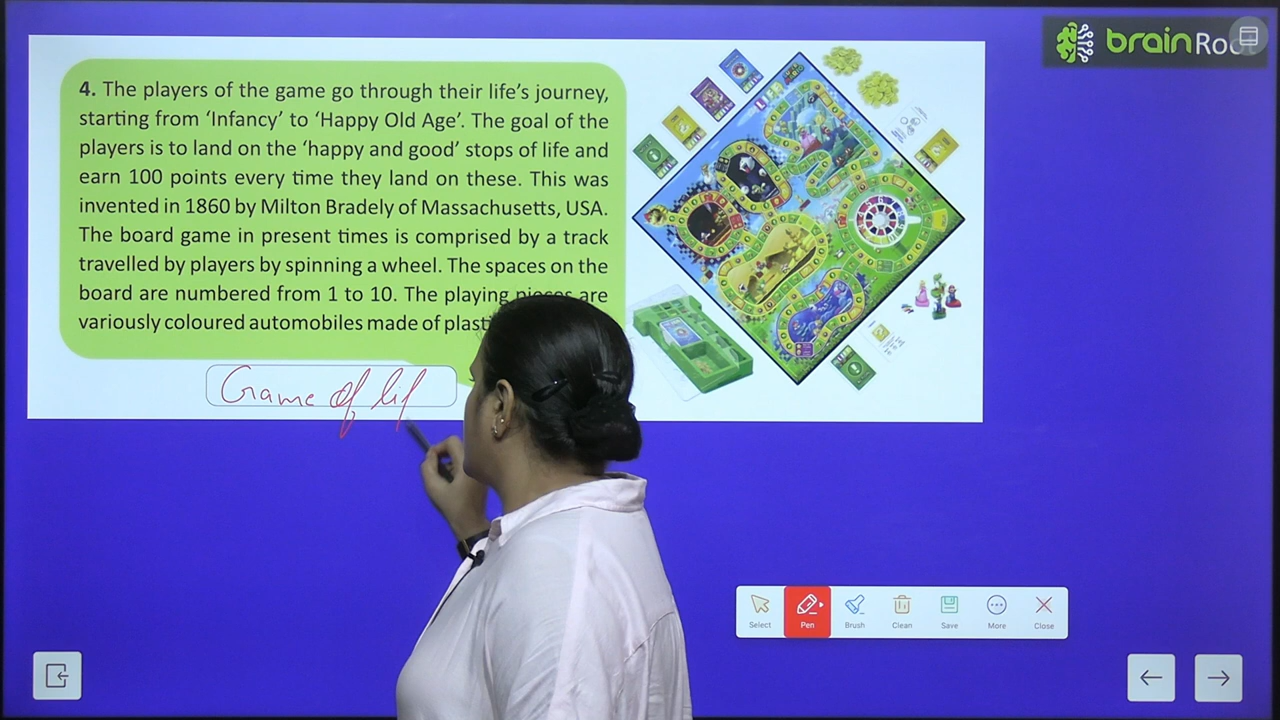 brainRoo
4. The players of the game go through their life's journey,
starting from 'Infancy' to 'Happy Old Age'. The goal of the
players is to land on the 'happy and good' stops of life and
earn 100 points every time they land on these. This was
invented in 1860 by Milton Bradely of Massachusetts, USA.
The board game in present times is comprised by a track
travelled by players by spinning a wheel. The spaces on the
board are numbered from 1 to 10. The playing pieces are
variously coloured automobiles made of plasti
Game of lif
Select
Pen
Brush
Clean
Save
More
Close